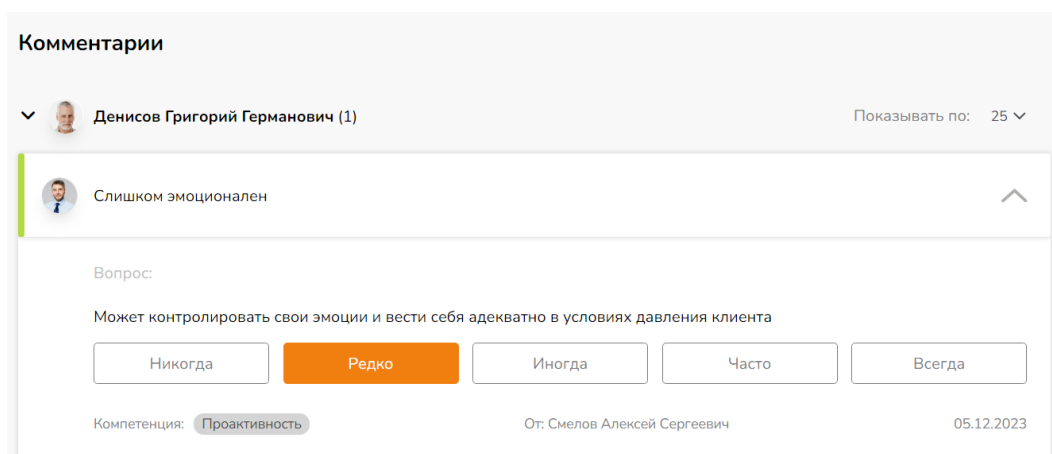 Комментарии
Денисов Григорий Германович (1)
Показывать по: 25
Слишком эмоционален
Вопрос:
Может контролировать свои эмоции и вести себя адекватно в условиях давления клиента
Никогда Редко Иногда Часто Всегда
Компетенция: Проактивность От: Смелов Алексей Сергеевич 05.12.2023